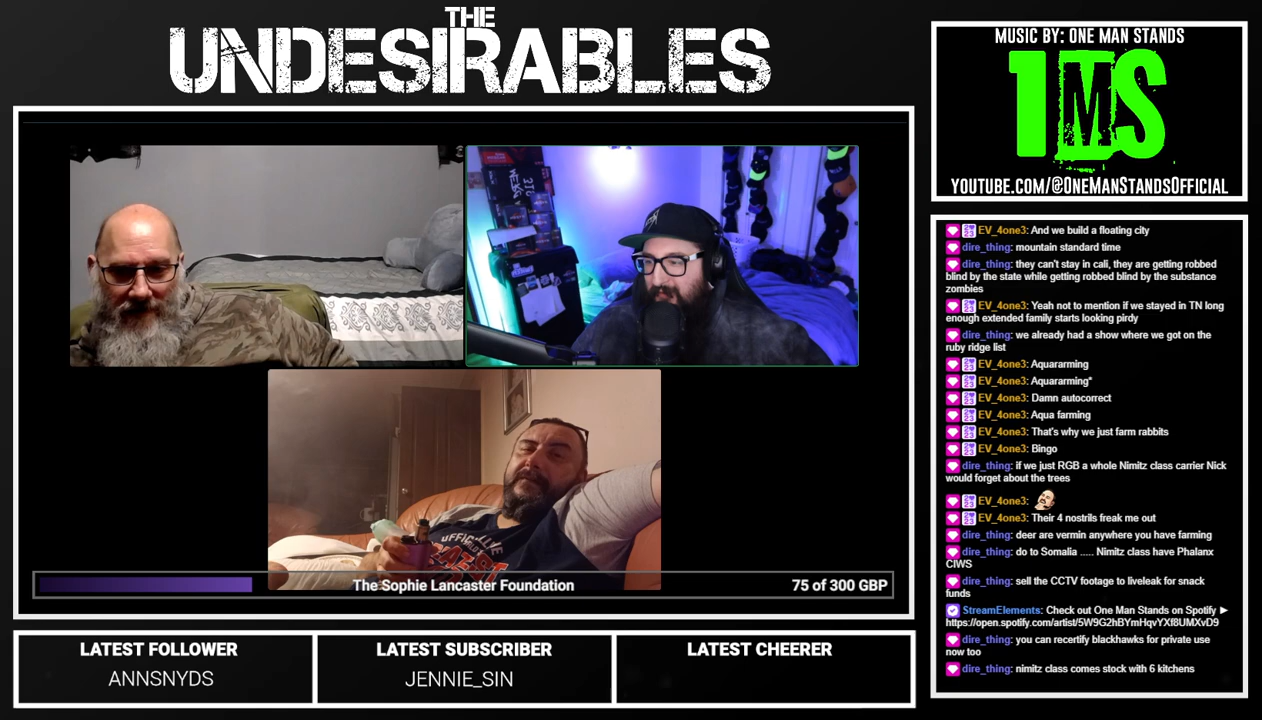 THE
UNDESIRABLES
MUSIC BY: ONE MAN STANDS
1MS
YOUTUBE.COM/@ONEMANSTANDSOFFICIAL
The Sophie Lancaster Foundation
75 of 300 GBP
LATEST FOLLOWER
ANNSNYDS
LATEST SUBSCRIBER
JENNIE_SIN
LATEST CHEERER
EV_4one3: And we build a floating city
dire_thing: mountain standard time
dire_thing: they can't stay in cali, they are getting robbed
blind by the state while getting robbed blind by the substance
zombies
EV_4one3: Yeah not to mention if we stayed in TN long
enough extended family starts looking pirdy
dire_thing: we already had a show where we got on the
ruby ridge list
EV_4one3: Aquararming
EV_4one3: Aquararming*
EV_4one3: Damn autocorrect
EV_4one3: Aqua farming
EV_4one3: That's why we just farm rabbits
EV_4one3: Bingo
dire_thing: if we just RGB a whole Nimitz class carrier Nick
would forget about the trees
EV_4one3:
EV_4one3: Their 4 nostrils freak me out
dire_thing: deer are vermin anywhere you have farming
dire_thing: do to Somalia ..... Nimitz class have Phalanx
CIWS
dire_thing: sell the CCTV footage to liveleak for snack
funds
StreamElements: Check out One Man Stands on Spotify ►
https://open.spotify.com/artist/5W9G2hBYmHqvYXf8UMXvD9
dire_thing: you can recertify blackhawks for private use
now too
dire_thing: nimitz class comes stock with 6 kitchens